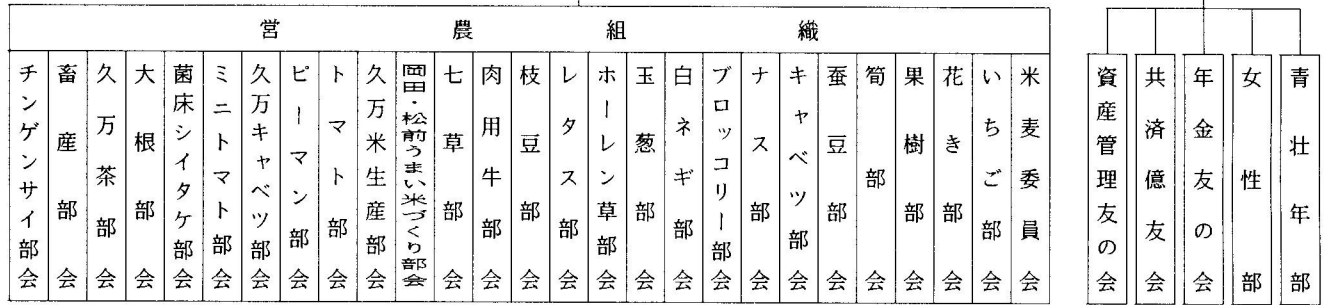 青壮年部
女性部
年金友の会
共済億友会
資産管理友の会
営農組織
米麦委員会
いちご部会
花き部会
果樹部会
筍部会
蚕豆部会
キャベツ部会
ナス部会
ブロッコリー部会
白ネギ部会
玉葱部会
ホーレン草部会
レタス部会
枝豆部会
肉用牛部会
七草部会
岡田・松前うまい米づくり部会
久万米生産部会
トマト部会
ピーマン部会
久万キャベツ部会
ミニトマト部会
菌床シイタケ部会
大根部会
久万茶部会
畜産部会
チンゲンサイ部会